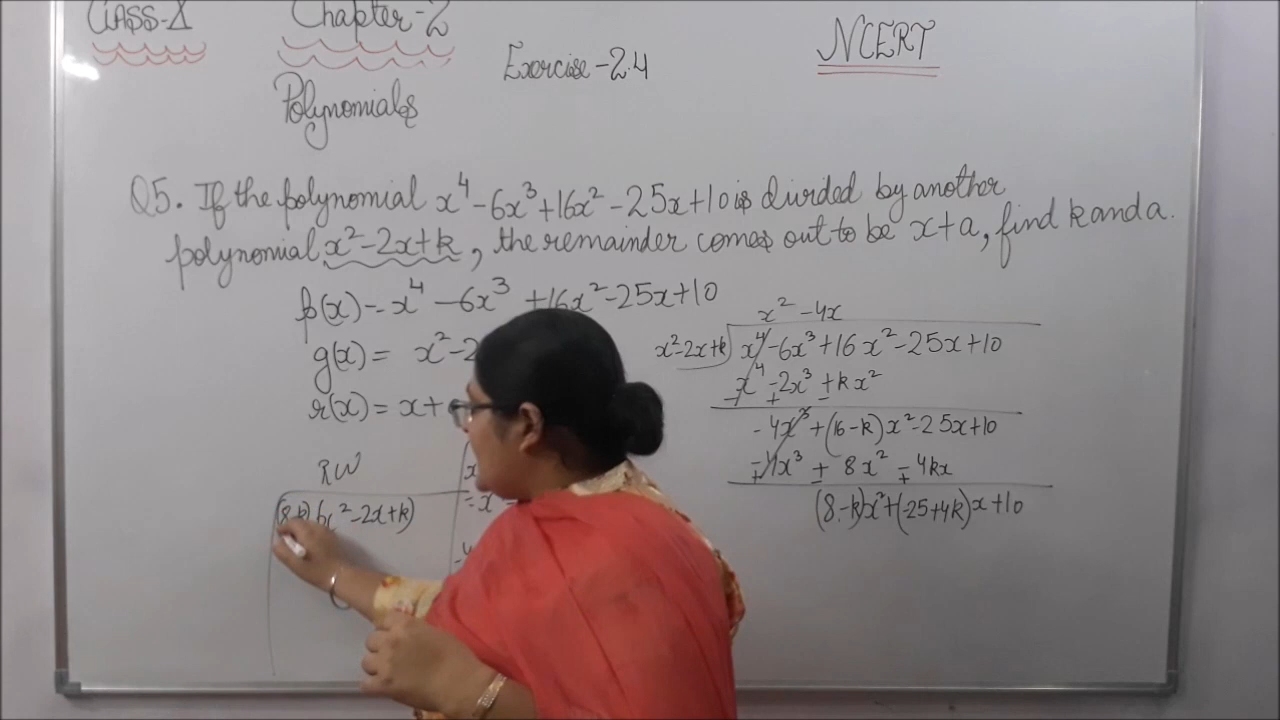 CLASS-X
Chapter-2
Polynomials
Exercise-2.4
NCERT
Q5. If the polynomial x⁴-6x³+16x²-25x+10 is divided by another
polynomial x²-2x+k, the remainder comes out to be x+a, find k and a.
p(x)=x⁴-6x³+16x²-25x+10
g(x)= x²-2
r(x)= x+
RW
(8-k)(x²-2x+k)
x² -4x
x²-2x+k) x⁴-6x³+16x²-25x+10
x⁴-2x³+kx²
- + -
-4x³+(16-k)x²-25x+10
-4x³ + 8x² -4kx
+ - +
(8-k)x²+(-25+4k)x+10